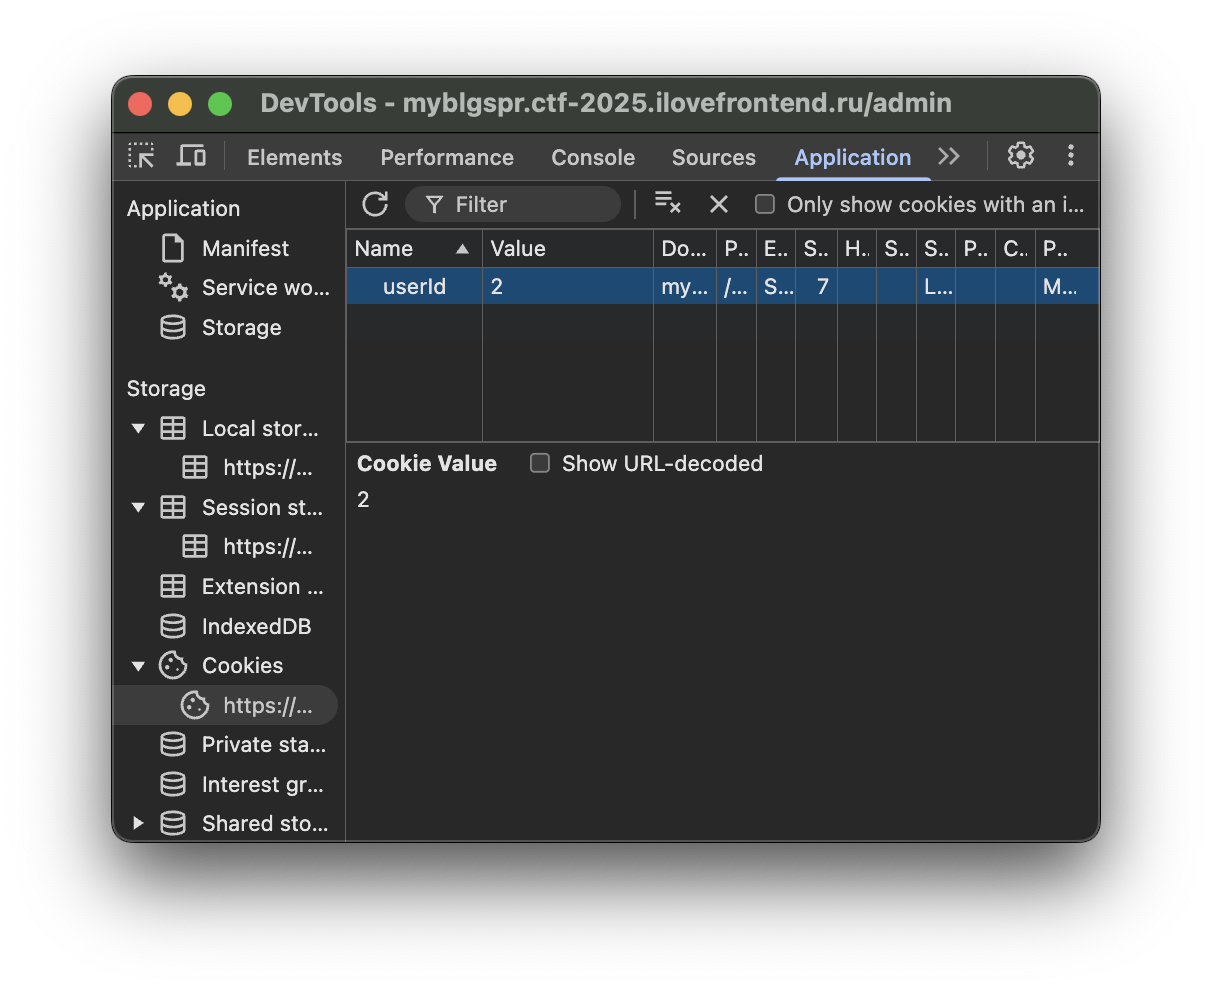 DevTools - myblgspr.ctf-2025.ilovefrontend.ru/admin
Elements Performance Console Sources Application
Application
Manifest
Service wo...
Storage
Storage
Local stor...
https://...
Session st...
https://...
Extension ...
IndexedDB
Cookies
https://...
Private sta...
Interest gr...
Shared sto...
Filter Only show cookies with an i...
Name Value Do... P.. E.. S.. H.. S.. S.. P.. C.. P..
userId 2 my... /... S... 7 L... M...
Cookie Value Show URL-decoded
2